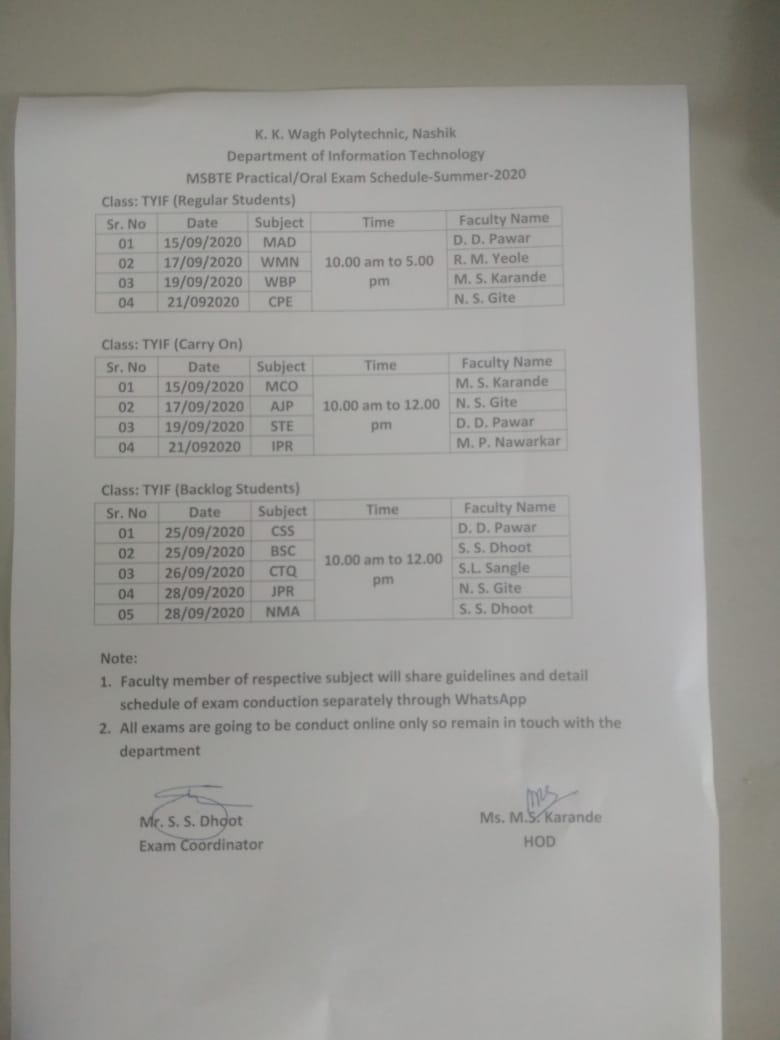 K. K. Wagh Polytechnic, Nashik
Department of Information Technology
MSBTE Practical/Oral Exam Schedule-Summer-2020
Class: TYIF (Regular Students)
Sr. No Date Subject Time Faculty Name
01 15/09/2020 MAD D. D. Pawar
02 17/09/2020 WMN 10.00 am to 5.00 R. M. Yeole
03 19/09/2020 WBP pm M. S. Karande
04 21/092020 CPE N. S. Gite
Class: TYIF (Carry On)
Sr. No Date Subject Time Faculty Name
01 15/09/2020 MCO M. S. Karande
02 17/09/2020 AJP 10.00 am to 12.00 N. S. Gite
03 19/09/2020 STE pm D. D. Pawar
04 21/092020 IPR M. P. Nawarkar
Class: TYIF (Backlog Students)
Sr. No Date Subject Time Faculty Name
01 25/09/2020 CSS D. D. Pawar
02 25/09/2020 BSC 10.00 am to 12.00 S. S. Dhoot
03 26/09/2020 CTQ pm S.L. Sangle
04 28/09/2020 JPR N. S. Gite
05 28/09/2020 NMA S. S. Dhoot
Note:
1. Faculty member of respective subject will share guidelines and detail
schedule of exam conduction separately through WhatsApp
2. All exams are going to be conduct online only so remain in touch with the
department
Mr. S. S. Dhoot Ms. M.S. Karande
Exam Coordinator HOD